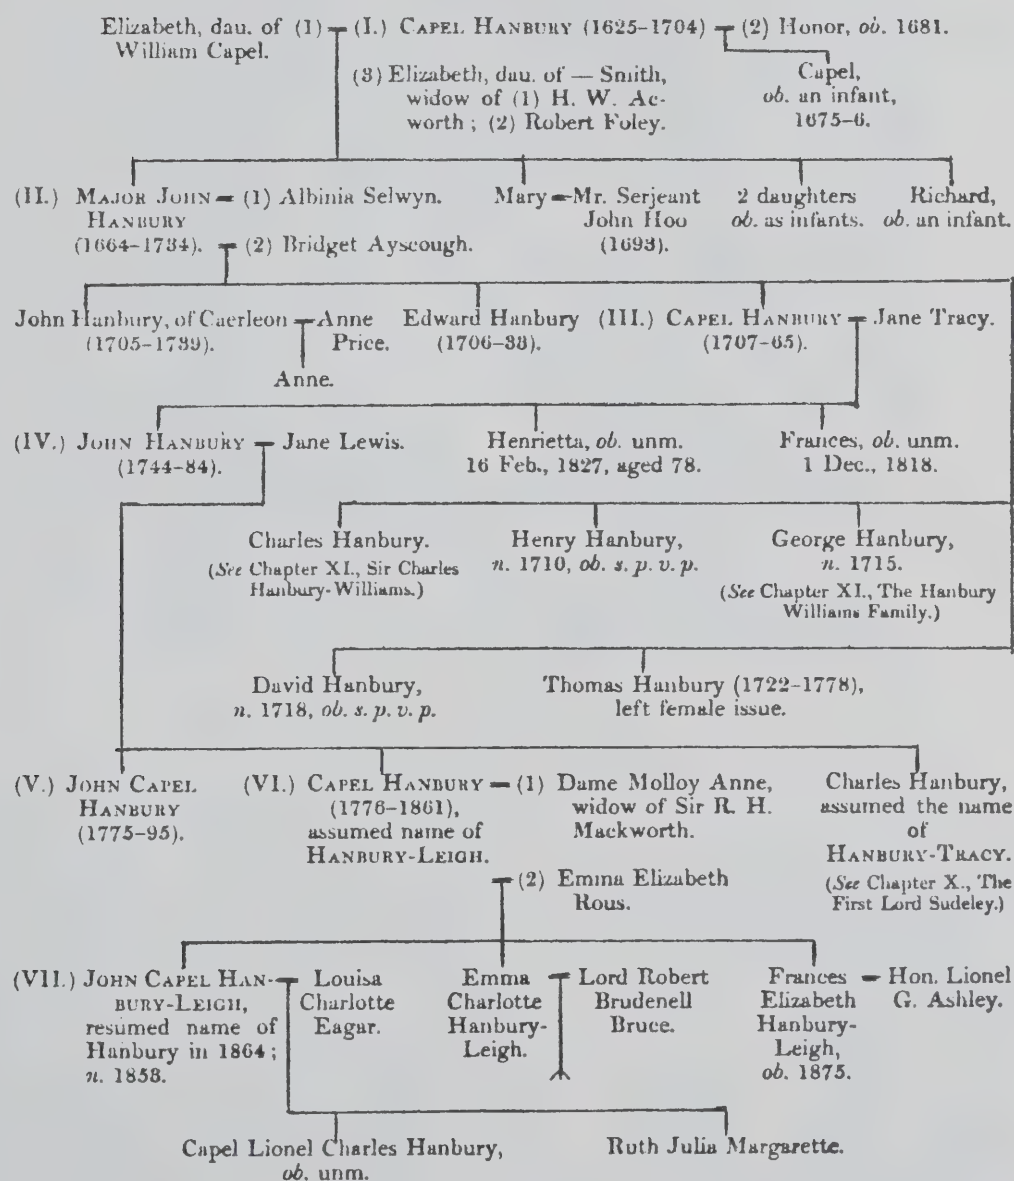 Elizabeth, dau. of (1) = (I.) CAPEL HANBURY (1625-1704) = (2) Honor, ob. 1681.
William Capel.
(3) Elizabeth, dau. of — Smith,
widow of (1) H. W. Ac-
worth; (2) Robert Foley.
Capel,
ob. an infant,
1675-6.
(II.) MAJOR JOHN = (1) Albinia Selwyn.
HANBURY
(1664-1734). = (2) Bridget Ayscough.
Mary = Mr. Serjeant
John Hoo
(1693).
2 daughters
ob. as infants.
Richard,
ob. an infant.
John Hanbury, of Caerleon = Anne
(1705-1739). Price.
Anne.
Edward Hanbury
(1706-38).
(III.) CAPEL HANBURY = Jane Tracy.
(1707-65).
(IV.) JOHN HANBURY = Jane Lewis.
(1744-84).
Henrietta, ob. unm.
16 Feb., 1827, aged 78.
Frances, ob. unm.
1 Dec., 1818.
Charles Hanbury.
(See Chapter XI., Sir Charles
Hanbury-Williams.)
Henry Hanbury,
n. 1710, ob. s. p. v. p.
George Hanbury,
n. 1715.
(See Chapter XI., The Hanbury
Williams Family.)
David Hanbury,
n. 1718, ob. s. p. v. p.
Thomas Hanbury (1722-1778),
left female issue.
(V.) JOHN CAPEL
HANBURY
(1775-95).
(VI.) CAPEL HANBURY = (1) Dame Molloy Anne,
(1776-1861), widow of Sir R. H.
assumed name of Mackworth.
HANBURY-LEIGH.
= (2) Emma Elizabeth
Rous.
Charles Hanbury,
assumed the name
of
HANBURY-TRACY.
(See Chapter X., The
First Lord Sudeley.)
(VII.) JOHN CAPEL HAN- = Louisa
BURY-LEIGH, Charlotte
resumed name of Eagar.
Hanbury in 1864;
n. 1853.
Emma = Lord Robert
Charlotte Brudenell
Hanbury- Bruce.
Leigh.
Frances = Hon. Lionel
Elizabeth G. Ashley.
Hanbury-
Leigh,
ob. 1875.
Capel Lionel Charles Hanbury,
ob. unm.
Ruth Julia Margarette.